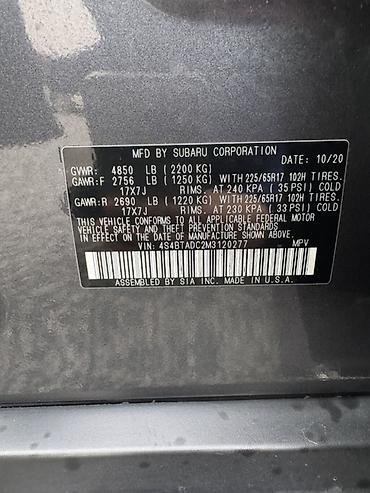 MFD BY SUBARU CORPORATION
DATE: 10/20
GVWR: 4850 LB (2200 KG)
GAWR:F 2756 LB (1250 KG) WITH 225/65R17 102H TIRES.
17X7J RIMS. AT 240 KPA (35 PSI) COLD
GAWR:R 2690 LB (1220 KG) WITH 225/65R17 102H TIRES.
17X7J RIMS. AT 230 KPA (33 PSI) COLD
THIS VEHICLE CONFORMS TO ALL APPLICABLE FEDERAL MOTOR
VEHICLE SAFETY AND THEFT PREVENTION STANDARDS IN EFFECT
ON THE DATE OF MANUFACTURE SHOWN ABOVE.
VIN: 4S4BTADC2M3120277 MPV
ASSEMBLED BY SIA INC. MADE IN U.S.A.